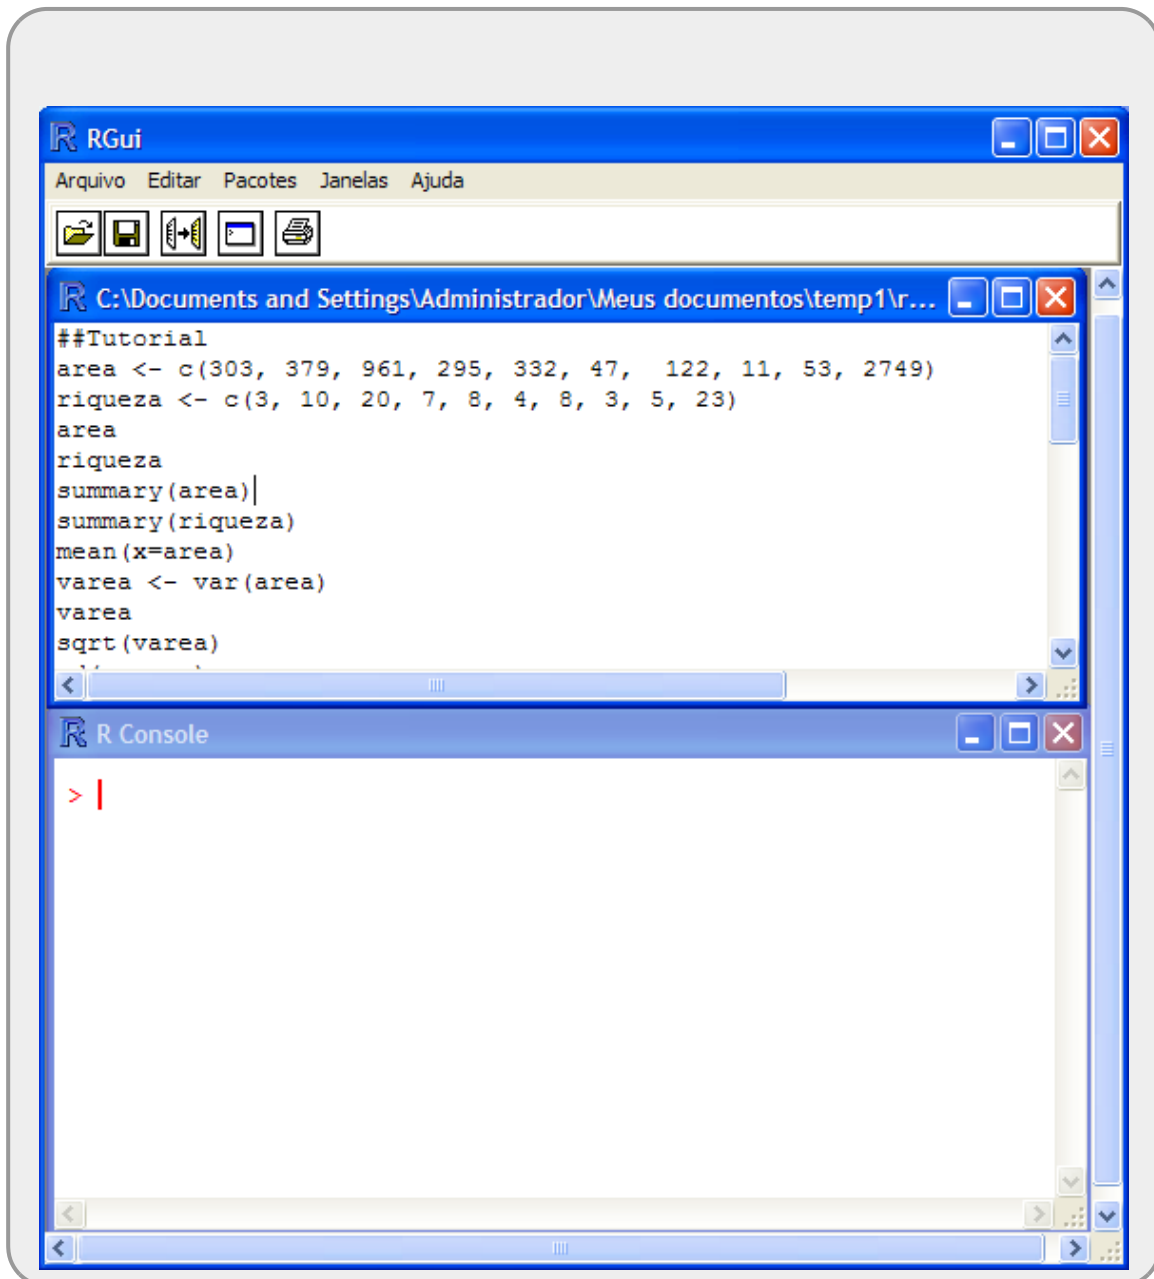 RGui
Arquivo Editar Pacotes Janelas Ajuda
C:\Documents and Settings\Administrador\Meus documentos\temp1\r...
##Tutorial
area <- c(303, 379, 961, 295, 332, 47,  122, 11, 53, 2749)
riqueza <- c(3, 10, 20, 7, 8, 4, 8, 3, 5, 23)
area
riqueza
summary(area)
summary(riqueza)
mean(x=area)
varea <- var(area)
varea
sqrt(varea)
R Console
>